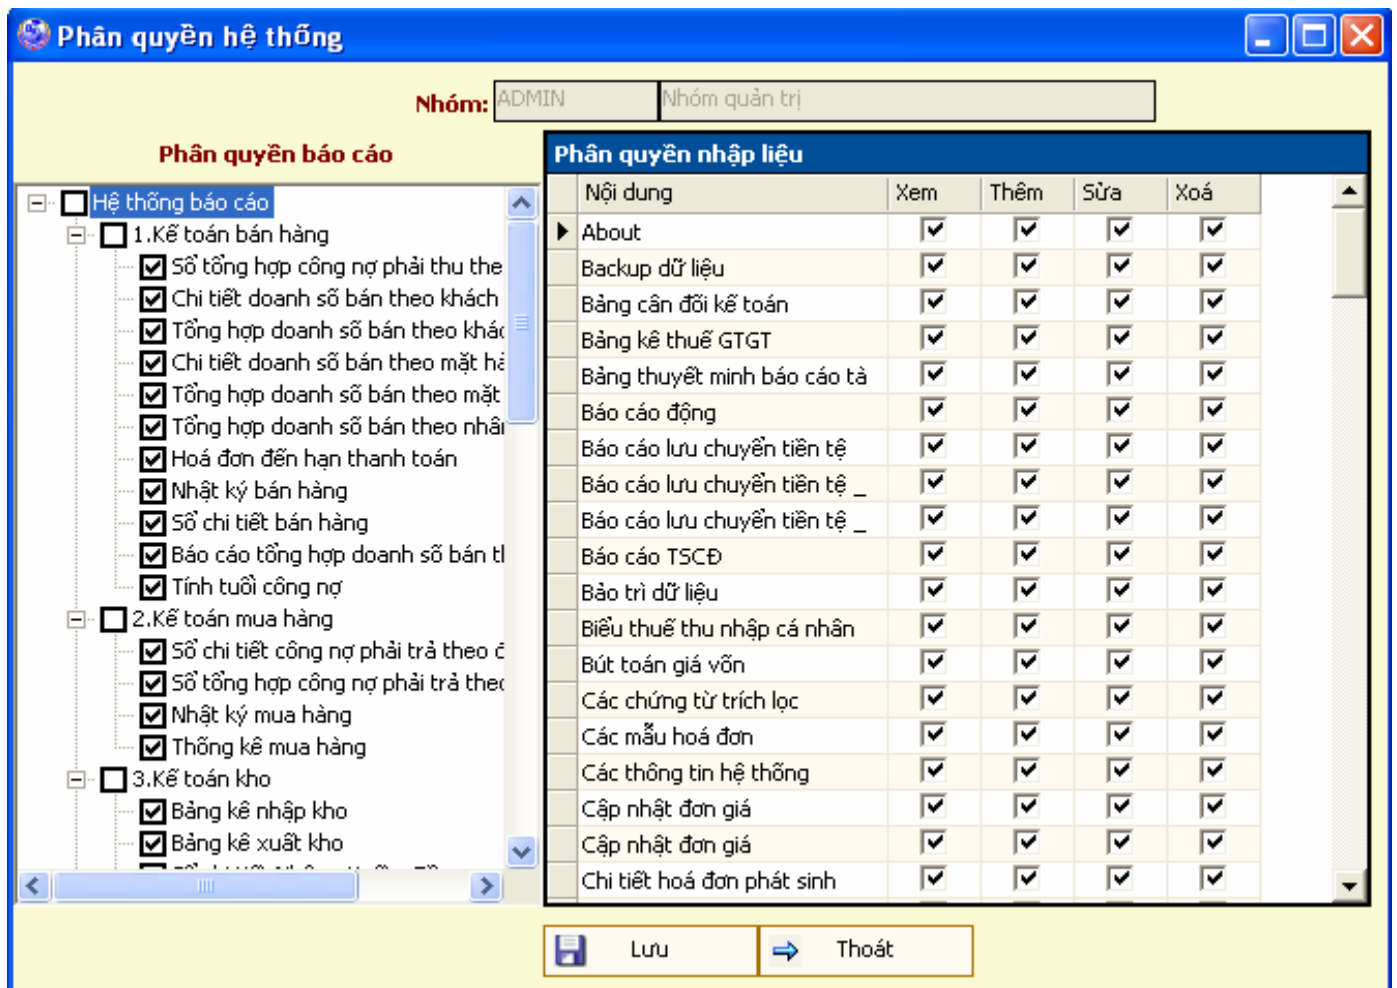 Phân quyền hệ thống
Nhóm: ADMIN Nhóm quản trị
Phân quyền báo cáo
Hệ thống báo cáo
1.Kế toán bán hàng
Sổ tổng hợp công nợ phải thu the
Chi tiết doanh số bán theo khách
Tổng hợp doanh số bán theo khác
Chi tiết doanh số bán theo mặt hà
Tổng hợp doanh số bán theo mặt
Tổng hợp doanh số bán theo nhân
Hoá đơn đến hạn thanh toán
Nhật ký bán hàng
Sổ chi tiết bán hàng
Báo cáo tổng hợp doanh số bán tl
Tính tuổi công nợ
2.Kế toán mua hàng
Sổ chi tiết công nợ phải trả theo đ
Sổ tổng hợp công nợ phải trả theo
Nhật ký mua hàng
Thống kê mua hàng
3.Kế toán kho
Bảng kê nhập kho
Bảng kê xuất kho
Phân quyền nhập liệu
Nội dung Xem Thêm Sửa Xoá
About
Backup dữ liệu
Bảng cân đối kế toán
Bảng kê thuế GTGT
Bảng thuyết minh báo cáo tà
Báo cáo động
Báo cáo lưu chuyển tiền tệ
Báo cáo lưu chuyển tiền tệ _
Báo cáo lưu chuyển tiền tệ _
Báo cáo TSCĐ
Bảo trì dữ liệu
Biểu thuế thu nhập cá nhân
Bút toán giá vốn
Các chứng từ trích lọc
Các mẫu hoá đơn
Các thông tin hệ thống
Cập nhật đơn giá
Cập nhật đơn giá
Chi tiết hoá đơn phát sinh
Lưu Thoát